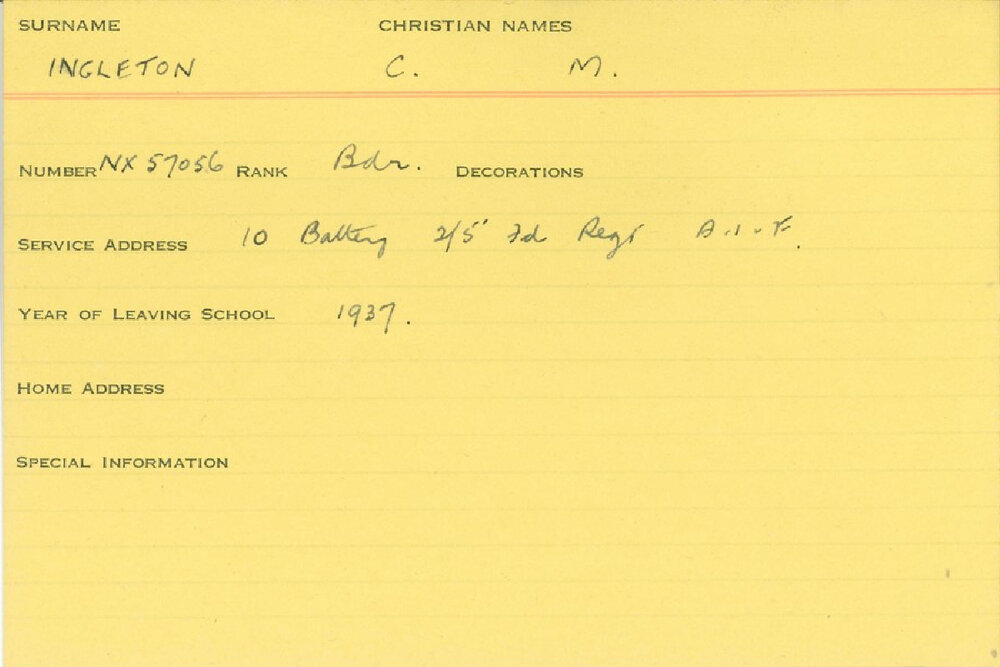 SURNAME CHRISTIAN NAMES
INGLETON C. M.
NUMBER NX 57056 RANK Bdr. DECORATIONS
SERVICE ADDRESS 10 Battery 2/5 Fd Regt A.I.F.
YEAR OF LEAVING SCHOOL 1937.
HOME ADDRESS
SPECIAL INFORMATION